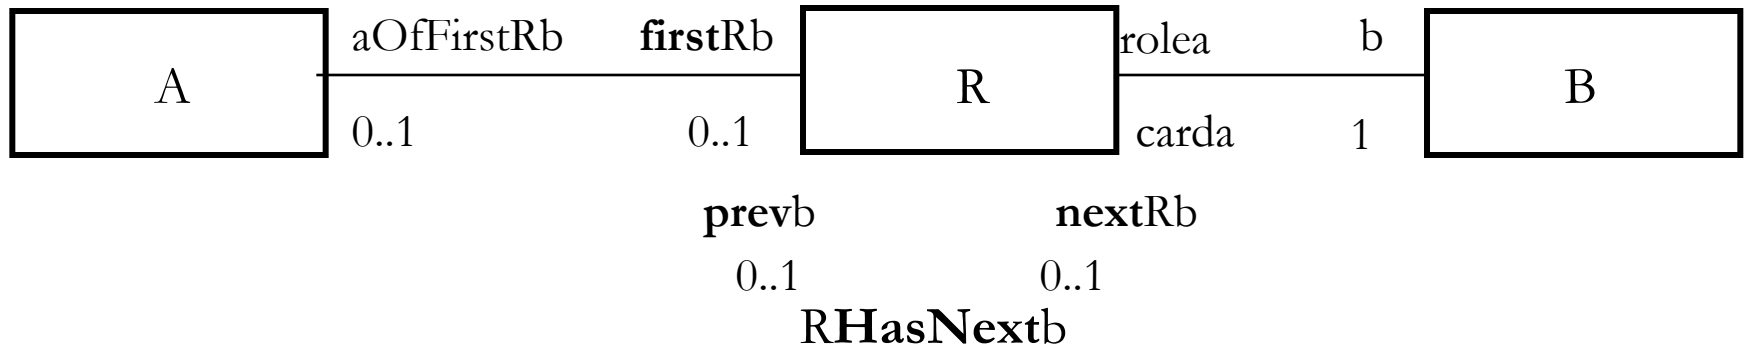 aOfFirstRb firstRb rolea b
A R B
0..1 0..1 carda 1
prevb nextRb
0..1 0..1
RHasNextb